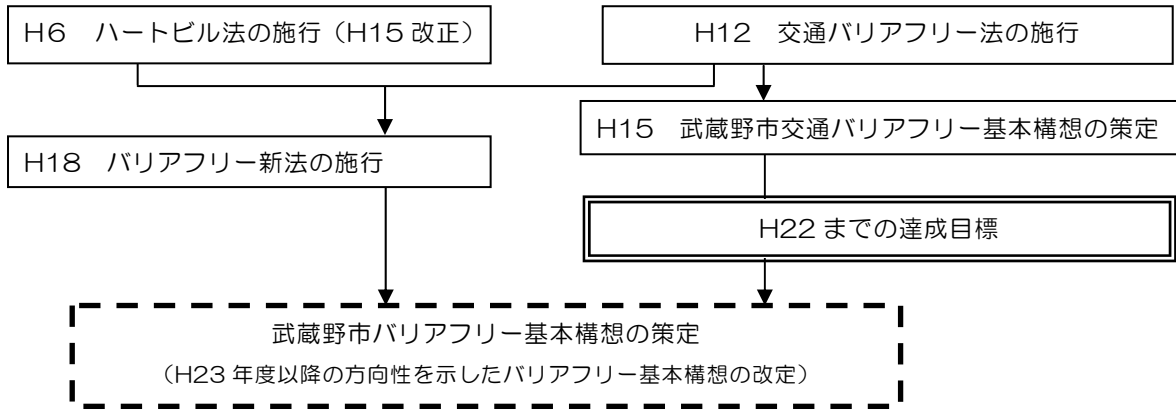 H6　ハートビル法の施行（H15 改正）
H12　交通バリアフリー法の施行
H15　武蔵野市交通バリアフリー基本構想の策定
H18　バリアフリー新法の施行
H22 までの達成目標
武蔵野市バリアフリー基本構想の策定
（H23 年度以降の方向性を示したバリアフリー基本構想の改定）